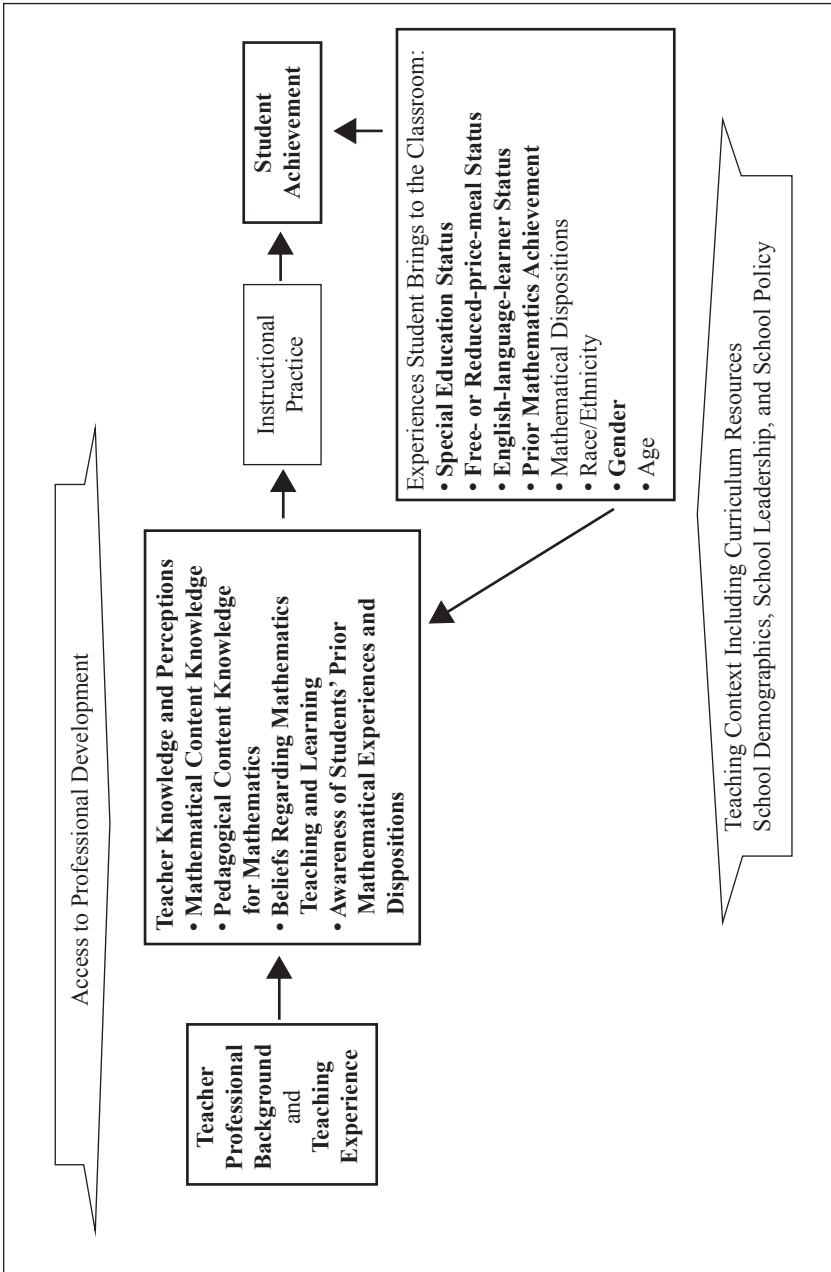 Access to Professional Development
Teacher
Professional
Background
and
Teaching
Experience
Teacher Knowledge and Perceptions
• Mathematical Content Knowledge
• Pedagogical Content Knowledge
for Mathematics
• Beliefs Regarding Mathematics
Teaching and Learning
• Awareness of Students’ Prior
Mathematical Experiences and
Dispositions
Instructional
Practice
Student
Achievement
Experiences Student Brings to the Classroom:
• Special Education Status
• Free- or Reduced-price-meal Status
• English-language-learner Status
• Prior Mathematics Achievement
• Mathematical Dispositions
• Race/Ethnicity
• Gender
• Age
Teaching Context Including Curriculum Resources
School Demographics, School Leadership, and School Policy